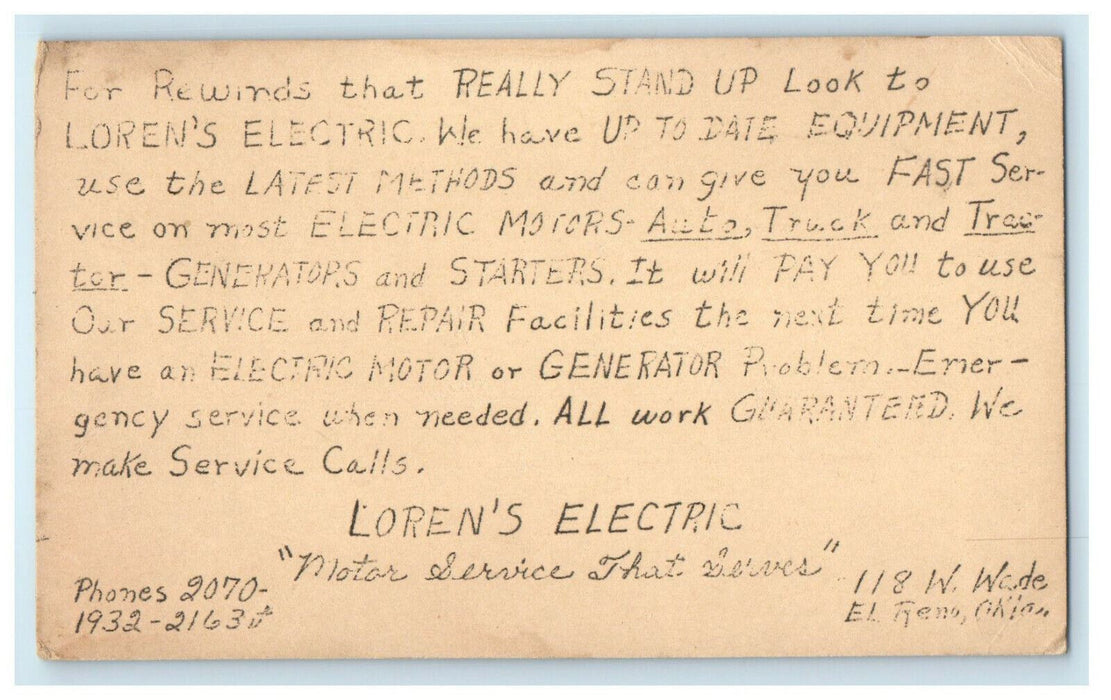 For Rewinds that REALLY STAND UP Look to
LOREN'S ELECTRIC. We have UP TO DATE EQUIPMENT,
use the LATEST METHODS and can give you FAST Ser-
vice on most ELECTRIC MOTORS- Auto, Truck and Trac-
tor - GENERATORS and STARTERS. It will PAY YOU to use
Our SERVICE and REPAIR Facilities the next time YOU
have an ELECTRIC MOTOR or GENERATOR Problem.-Emer-
gency service when needed. ALL work GUARANTEED. We
make Service Calls.
LOREN'S ELECTRIC
"Motor Service That Serves"
Phones 2070-
1932-2163J
118 W. Wade
EL Reno, Okla.